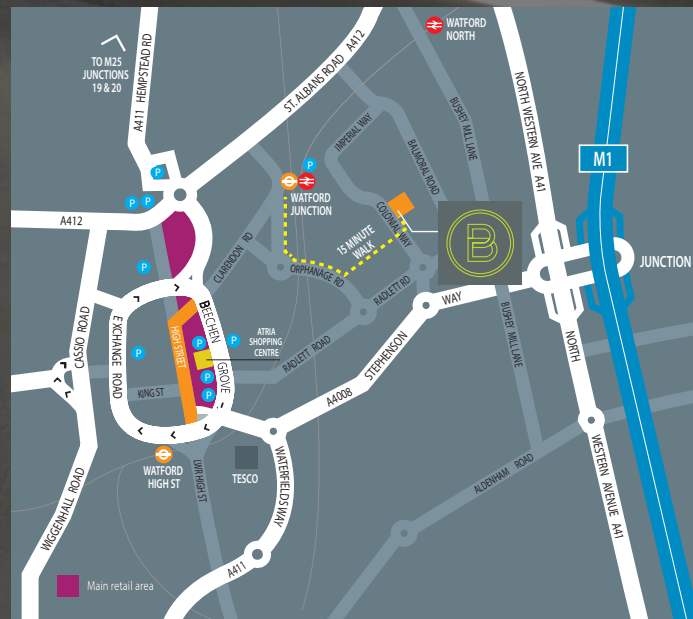 WATFORD
NORTH
TO M25
JUNCTIONS
19 & 20
A411 HEMPSTEAD RD
ST. ALBANS ROAD A412
NORTH WESTERN AVE A41
BUSHEY MILL LANE
IMPERIAL WAY
BALMORAL ROAD
M1
P
P
P
P
WATFORD
JUNCTION
COLONIAL WAY
B
A412
15 MINUTE
WALK
CLARENDON RD
ORPHANAGE RD
JUNCTION
P
RADLETT RD
WAY
BEECHEN
GROVE
CASSIO ROAD
EXCHANGE ROAD
HIGH STREET
P
P
P
ATRIA
SHOPPING
CENTRE
RADLETT ROAD
STEPHENSON
BUSHEY MILL LANE
NORTH
P
P
KING ST
A4008
WATFORD
HIGH ST
LWR HIGH ST
TESCO
WATERFIELDS WAY
ALDENHAM ROAD
WESTERN AVENUE A41
WIGGENHALL ROAD
A411
Main retail area